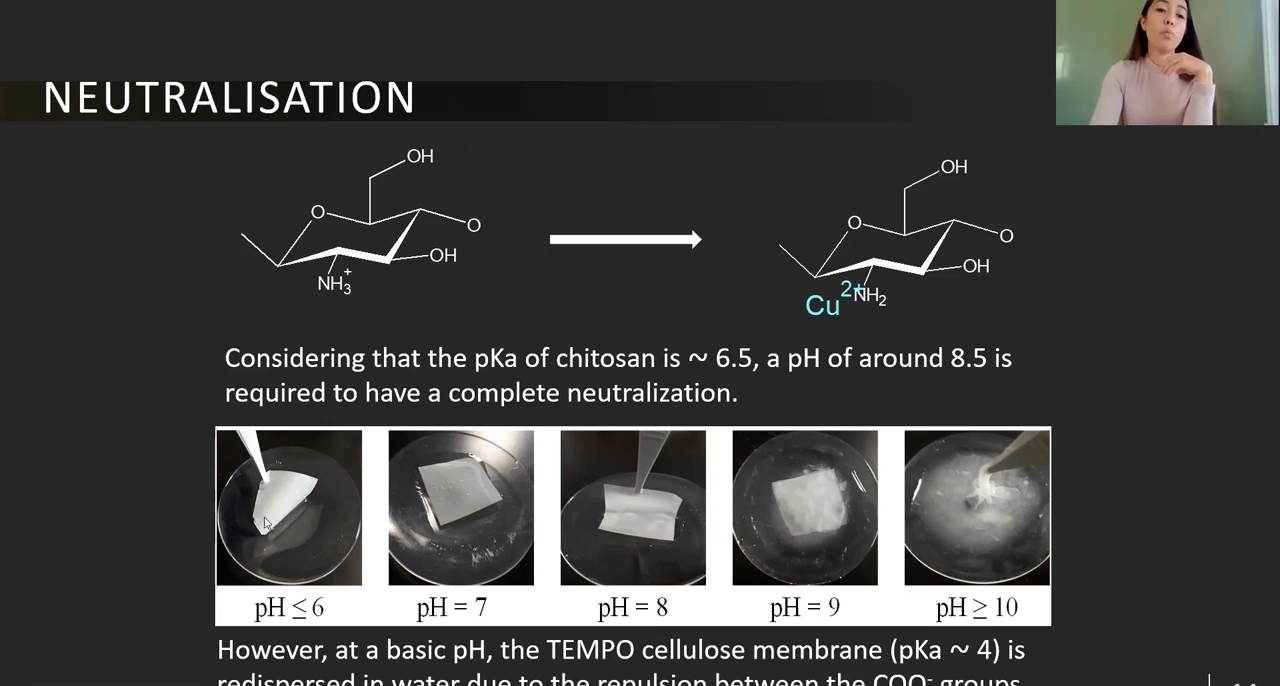 NEUTRALISATION
OH
O
O
OH
NH3+
OH
O
O
OH
Cu2+
NH2
Considering that the pKa of chitosan is ~ 6.5, a pH of around 8.5 is
required to have a complete neutralization.
pH ≤ 6
pH = 7
pH = 8
pH = 9
pH ≥ 10
However, at a basic pH, the TEMPO cellulose membrane (pKa ~ 4) is
redispersed in water due to the repulsion between the COO- groups